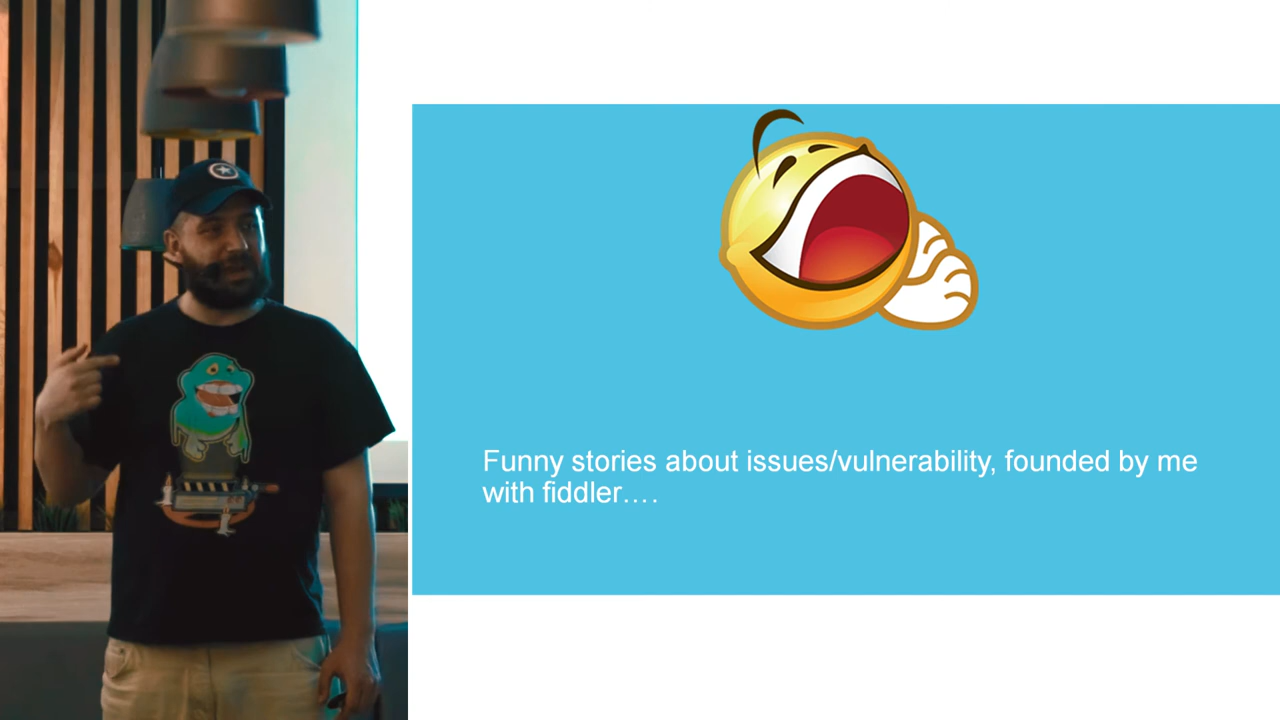 Funny stories about issues/vulnerability, founded by me
with fiddler….